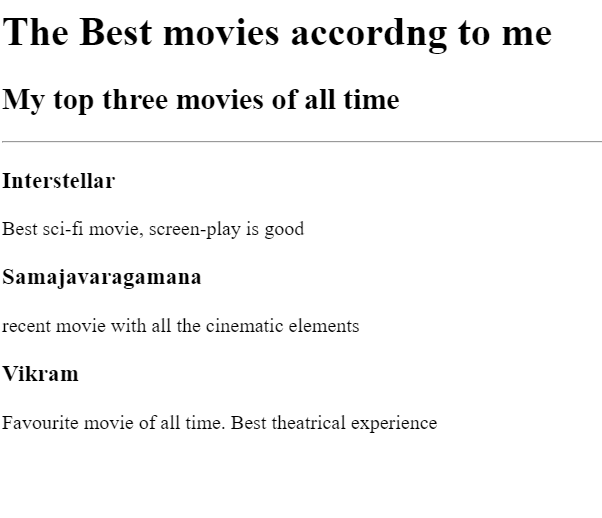 The Best movies accordng to me
My top three movies of all time
Interstellar
Best sci-fi movie, screen-play is good
Samajavaragamana
recent movie with all the cinematic elements
Vikram
Favourite movie of all time. Best theatrical experience